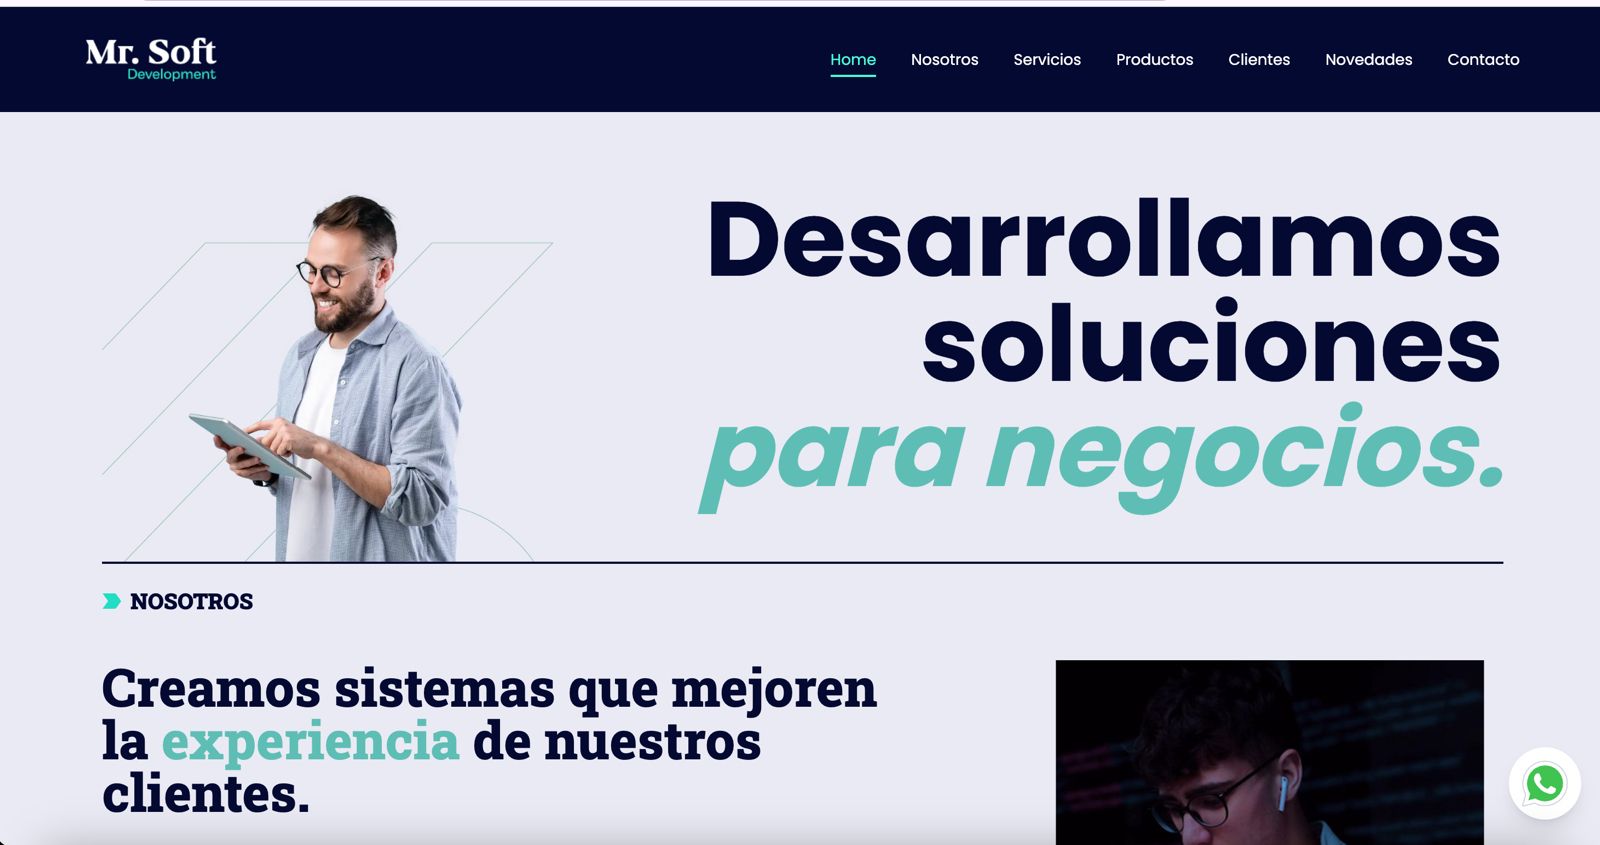 Mr. Soft
Development
Home Nosotros Servicios Productos Clientes Novedades Contacto
Desarrollamos
soluciones
para negocios.
NOSOTROS
Creamos sistemas que mejoren
la experiencia de nuestros
clientes.